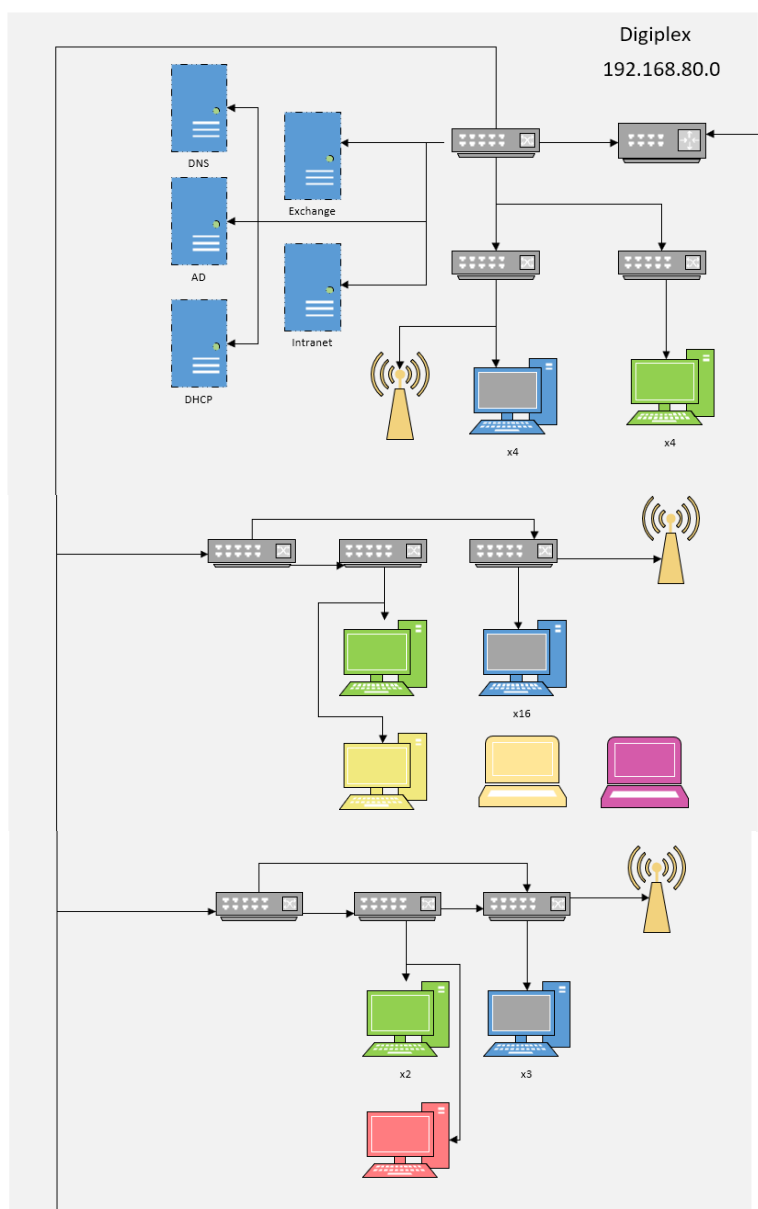 Digiplex
192.168.80.0
DNS
Exchange
AD
Intranet
DHCP
x4
x4
x16
x2
x3